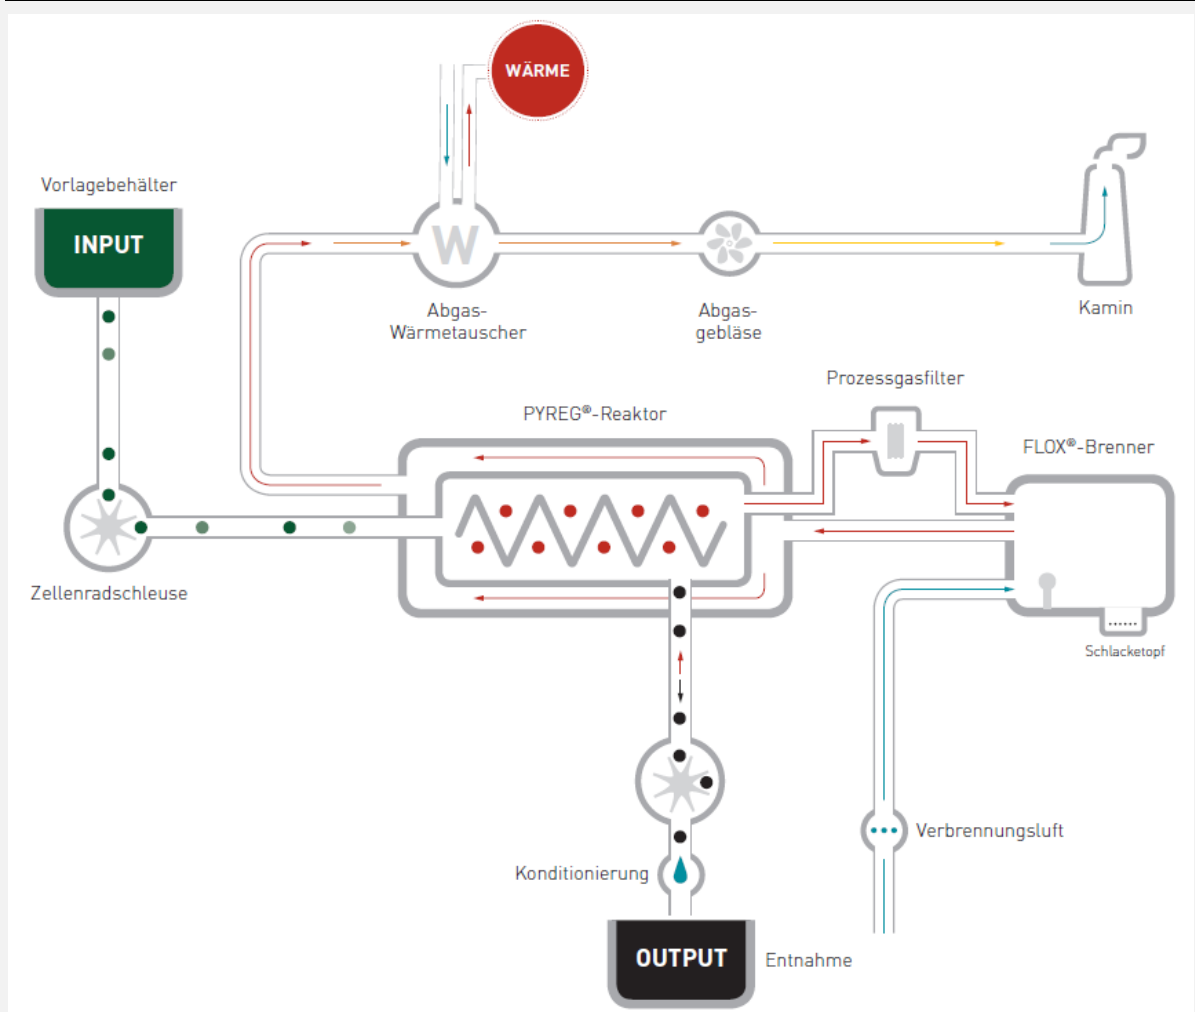 WÄRME
Vorlagebehälter
INPUT
W
Abgas-
Wärmetauscher
Abgas-
gebläse
Kamin
Prozessgasfilter
PYREG®-Reaktor
FLOX®-Brenner
Zellenradschleuse
Schlacketopf
Verbrennungsluft
Konditionierung
OUTPUT
Entnahme